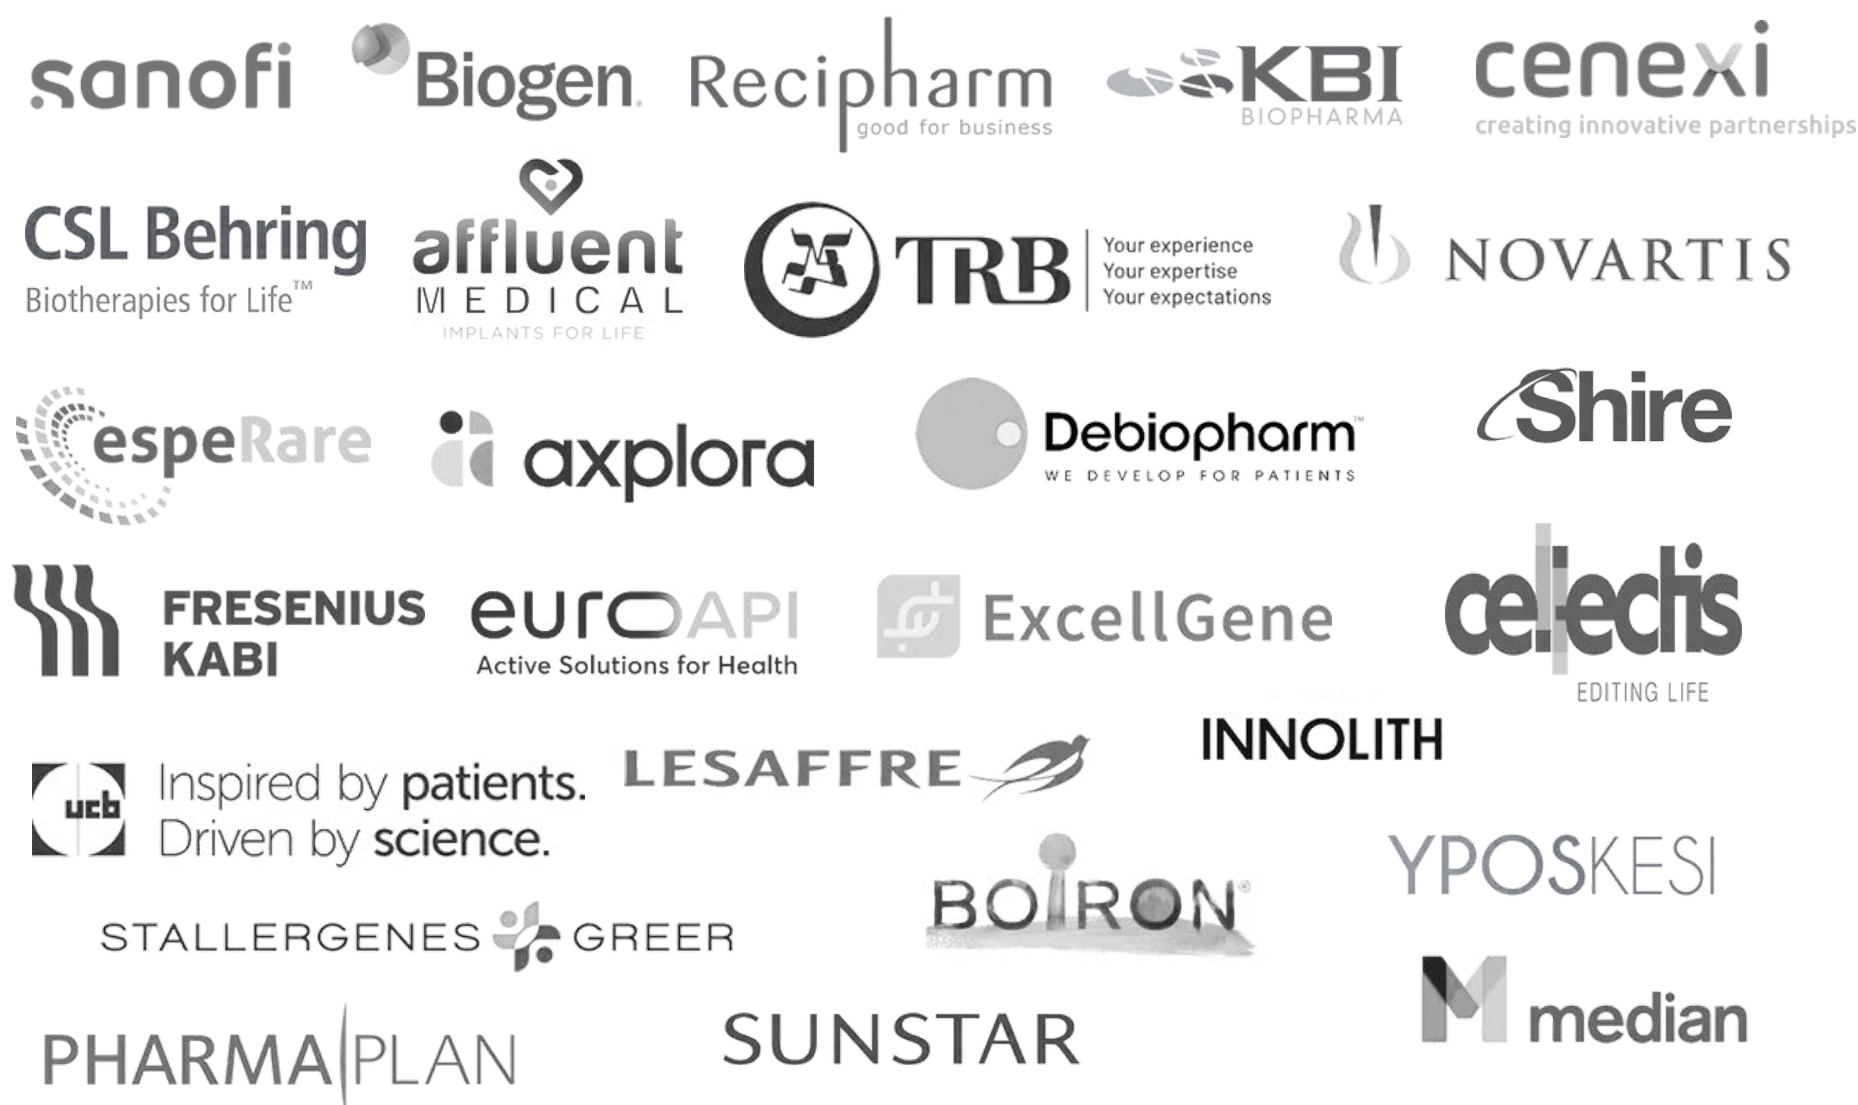 sanofi
Biogen.
Recipharm
good for business
KBI
BIOPHARMA
cenexi
creating innovative partnerships
CSL Behring
Biotherapies for Life™
affluent
MEDICAL
IMPLANTS FOR LIFE
TRB
Your experience
Your expertise
Your expectations
NOVARTIS
espeRare
axplora
Debiopharm™
WE DEVELOP FOR PATIENTS
Shire
FRESENIUS
KABI
euroAPI
Active Solutions for Health
ExcellGene
cellectis
EDITING LIFE
ucb
Inspired by patients.
Driven by science.
LESAFFRE
INNOLITH
BOIRON®
YPOSKESI
STALLERGENES GREER
PHARMAPLAN
SUNSTAR
median